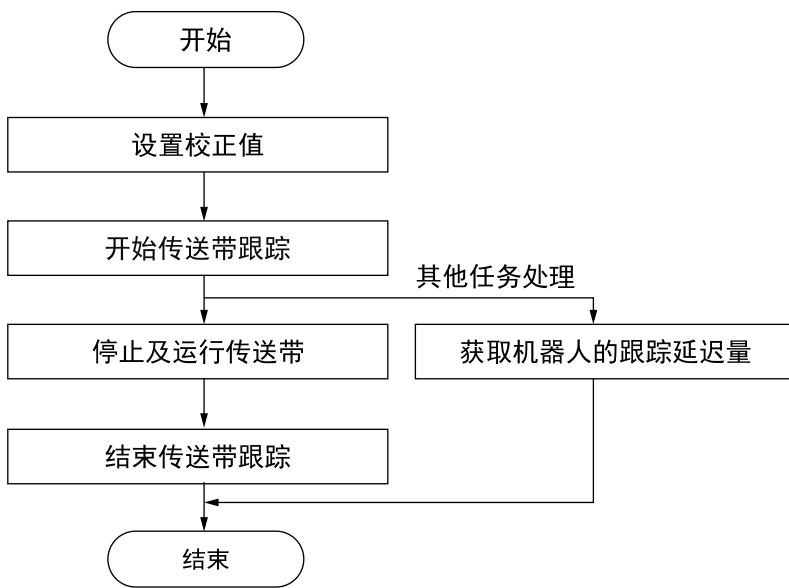 开始
设置校正值
开始传送带跟踪
其他任务处理
停止及运行传送带
获取机器人的跟踪延迟量
结束传送带跟踪
结束